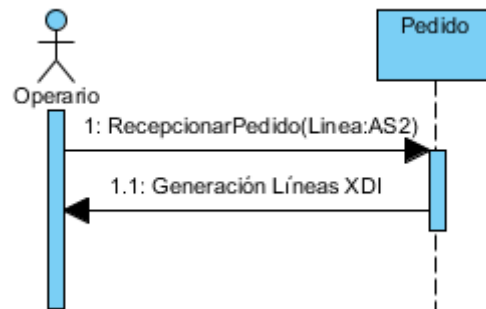 Pedido
Operario
1: RecepcionarPedido(Linea:AS2)
1.1: Generación Líneas XDI